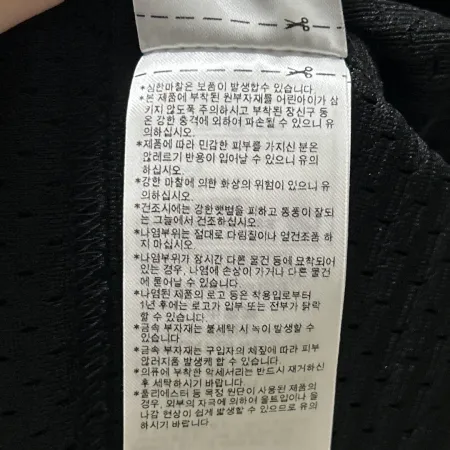 *심한마찰은 보품이 발생할수 있습니다.
*본 제품에 부착된 원부자재를 어린아이가 삼
키지 않도록 주의하시고 부착된 장신구 등
은 강한 충격에 의하여 파손될 수 있으니 유
의하십시오.
*제품에 따라 민감한 피부를 가지신 분은
알레르기 반응이 일어날 수 있으니 유의
하십시오.
*강한 마찰에 의한 화상의 위험이 있으니 유
의하십시오.
*건조시에는 강한햇볕을 피하고 통풍이 잘되
는 그늘에서 건조하십시오.
*나염부위는 절대로 다림질이나 열건조를 하
지 마십시오.
*나염부위가 장시간 다른 물건 등에 묘착되어
있는 경우, 나염에 손상이 가거나 다른 물건
에 묻어날 수 있습니다.
*나염된 제품의 로고 등은 착용일로부터
1년 후에는 로고가 일부 또는 전부가 탈락
할 수 있습니다.
*금속 부자재는 물세탁 시 녹이 발생할 수
있습니다.
*금속 부자재는 구입자의 체질에 따라 피부
알러지를 발생케 할 수 있습니다.
*의류에 부착한 악세서리는 반드시 제거하신
후 세탁하시기 바랍니다.
*폴리에스터 등 특정 원단이 사용된 제품의
경우, 외부의 자극에 의하여 올트임이나 올
나감 현상이 쉽게 발생할 수 있으므로 유의
하시기 바랍니다.